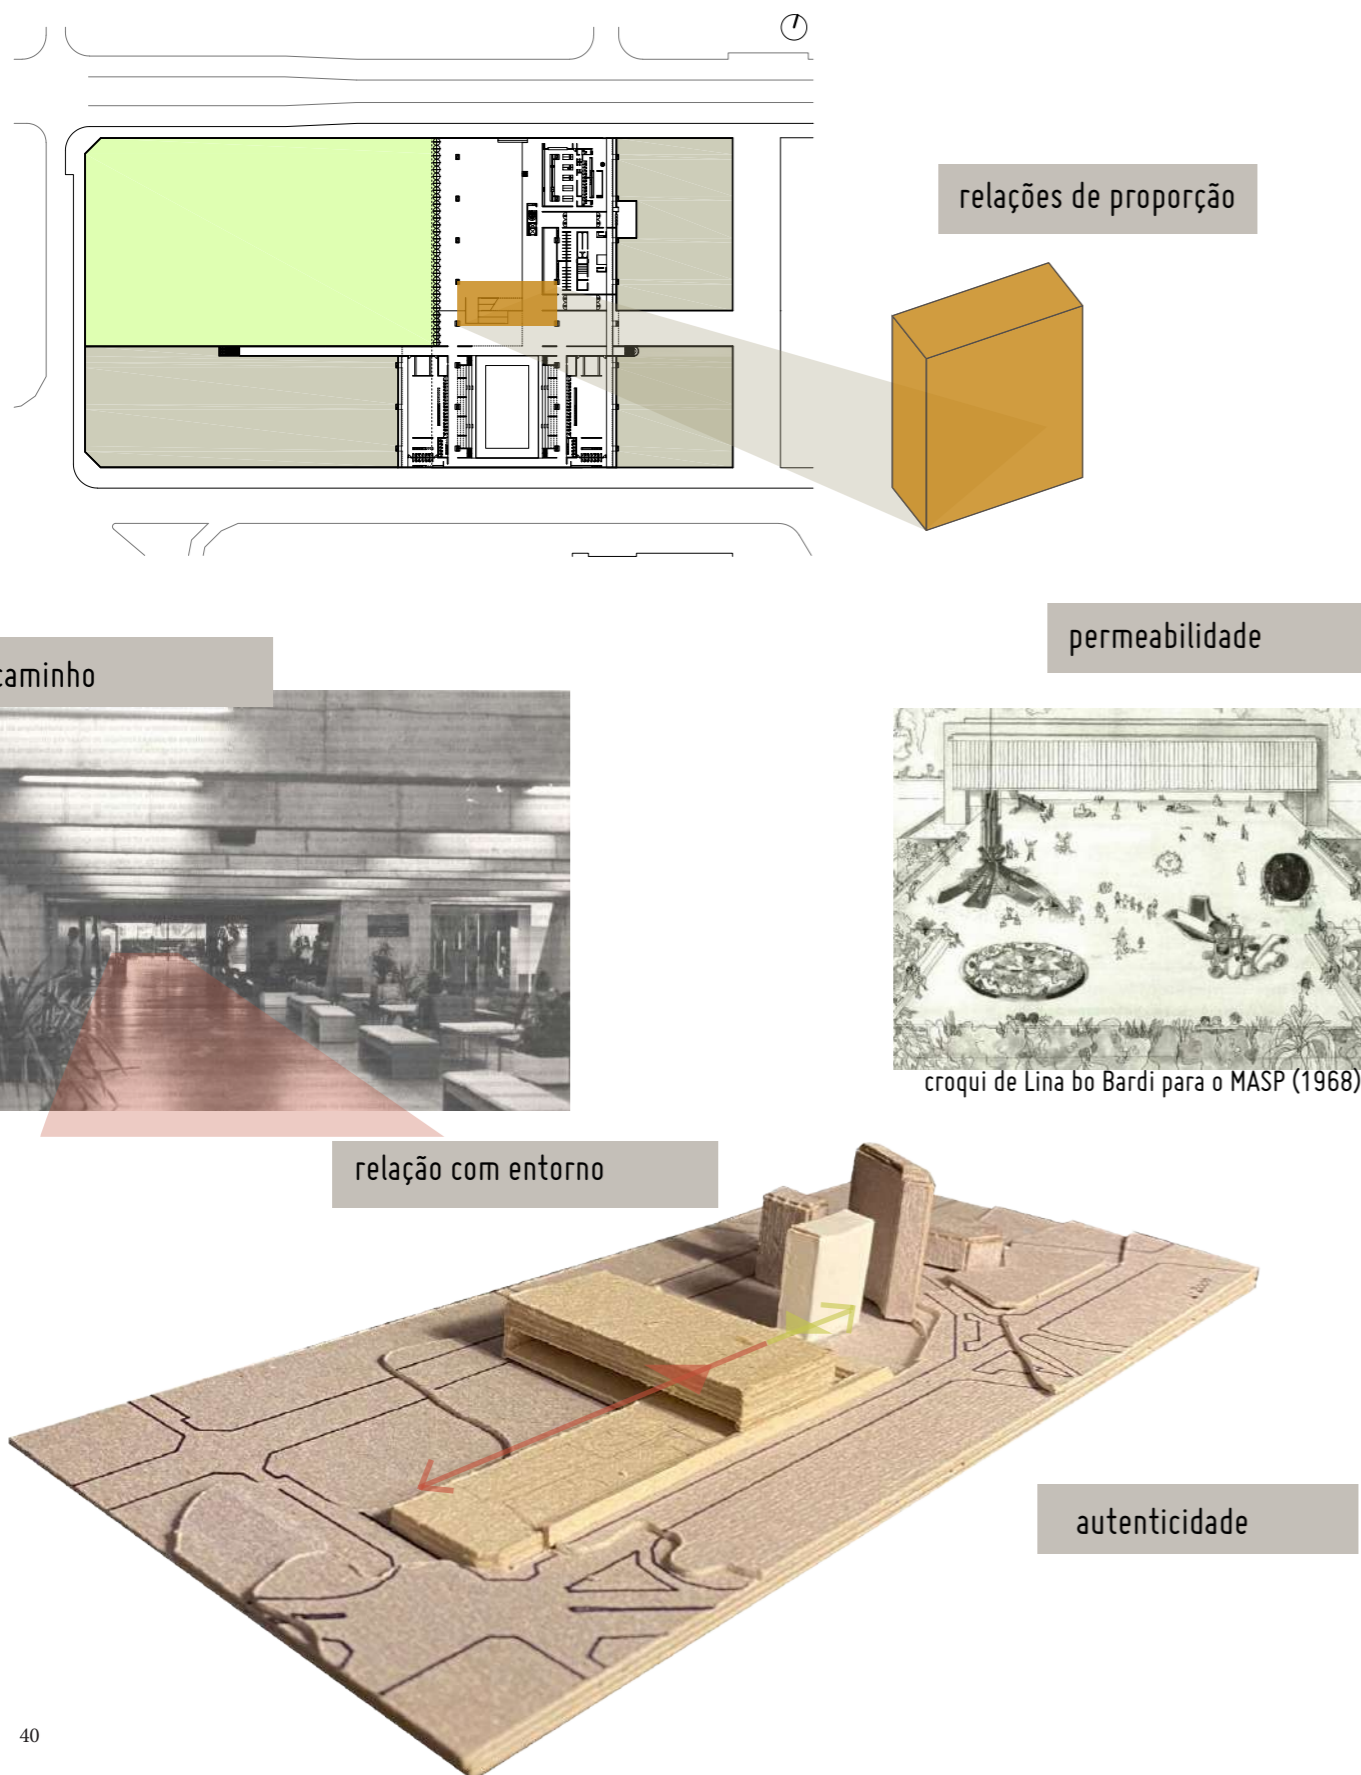 relações de proporção
permeabilidade
caminho
croqui de Lina bo Bardi para o MASP (1968)
relação com entorno
autenticidade
40